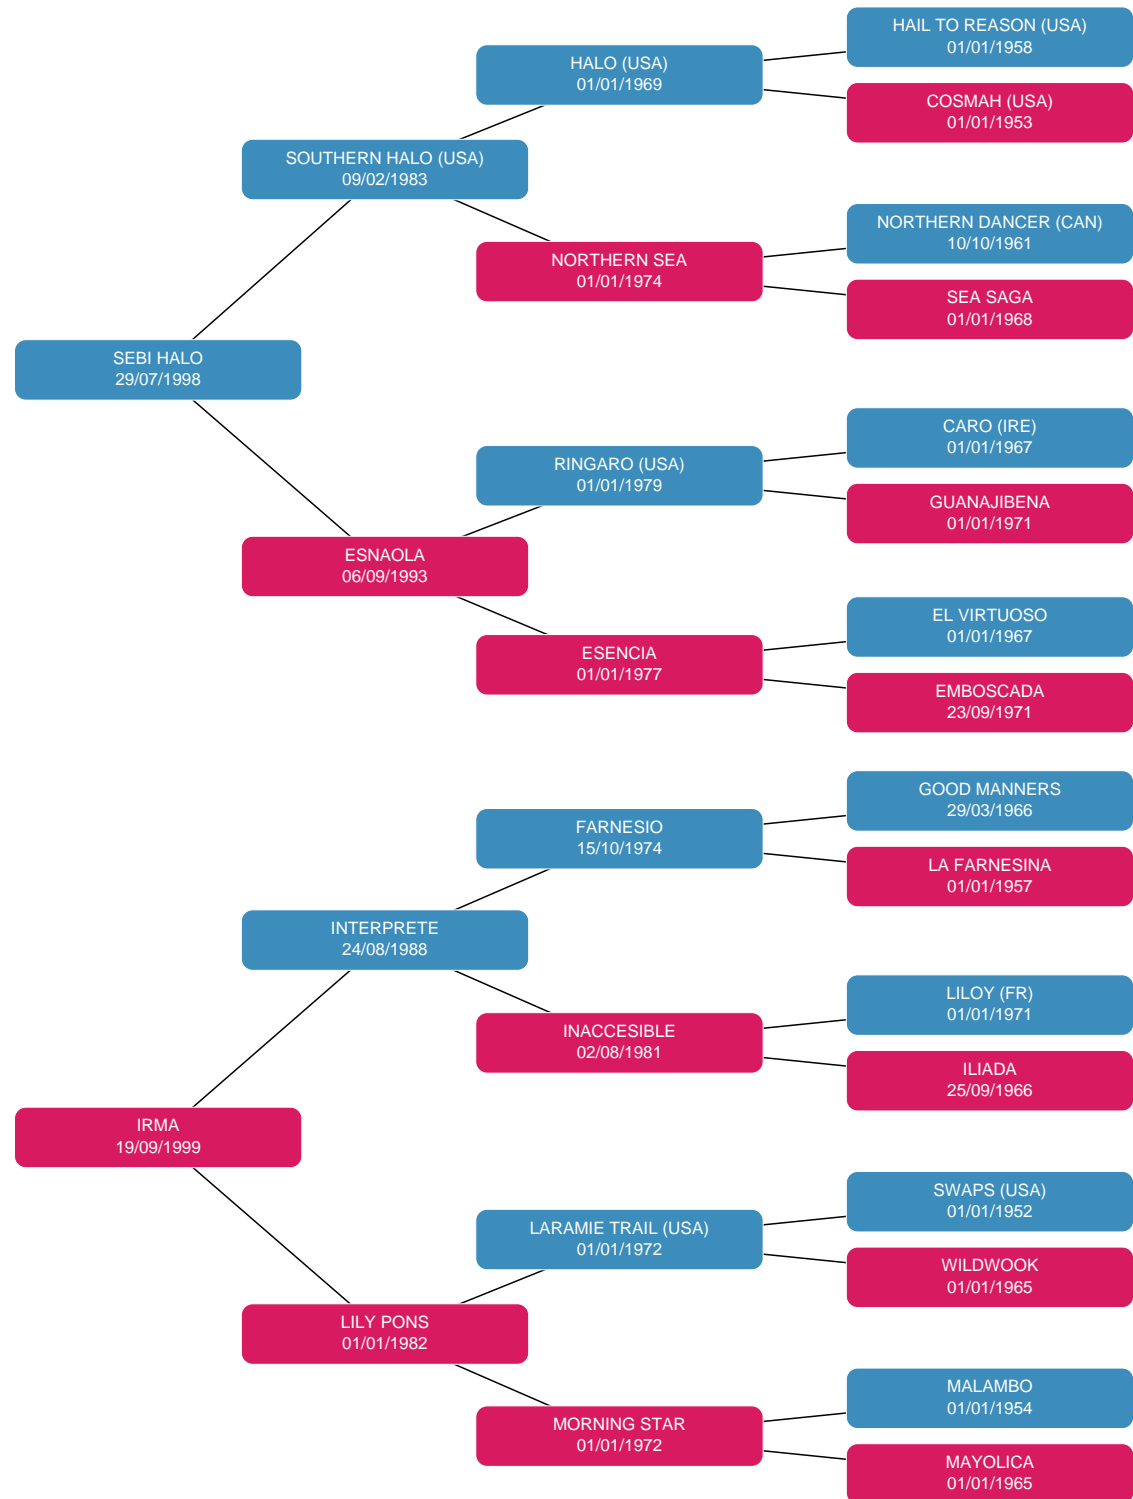 HAIL TO REASON (USA)
01/01/1958
HALO (USA)
01/01/1969
COSMAH (USA)
01/01/1953
SOUTHERN HALO (USA)
09/02/1983
NORTHERN DANCER (CAN)
10/10/1961
NORTHERN SEA
01/01/1974
SEA SAGA
01/01/1968
SEBI HALO
29/07/1998
CARO (IRE)
01/01/1967
RINGARO (USA)
01/01/1979
GUANAJIBENA
01/01/1971
ESNAOLA
06/09/1993
EL VIRTUOSO
01/01/1967
ESENCIA
01/01/1977
EMBOSCADA
23/09/1971
GOOD MANNERS
29/03/1966
FARNESIO
15/10/1974
LA FARNESINA
01/01/1957
INTERPRETE
24/08/1988
LILOY (FR)
01/01/1971
INACCESIBLE
02/08/1981
ILIADA
25/09/1966
IRMA
19/09/1999
SWAPS (USA)
01/01/1952
LARAMIE TRAIL (USA)
01/01/1972
WILDWOOK
01/01/1965
LILY PONS
01/01/1982
MALAMBO
01/01/1954
MORNING STAR
01/01/1972
MAYOLICA
01/01/1965